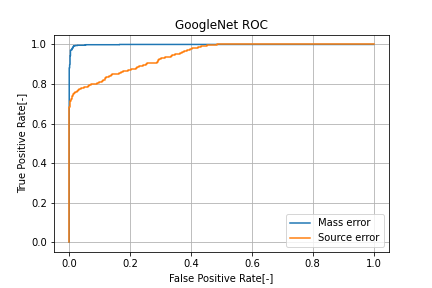 GoogleNet ROC
1.0
0.8
0.6
0.4
0.2
0.0
True Positive Rate[-]
Mass error
Source error
0.0 0.2 0.4 0.6 0.8 1.0
False Positive Rate[-]